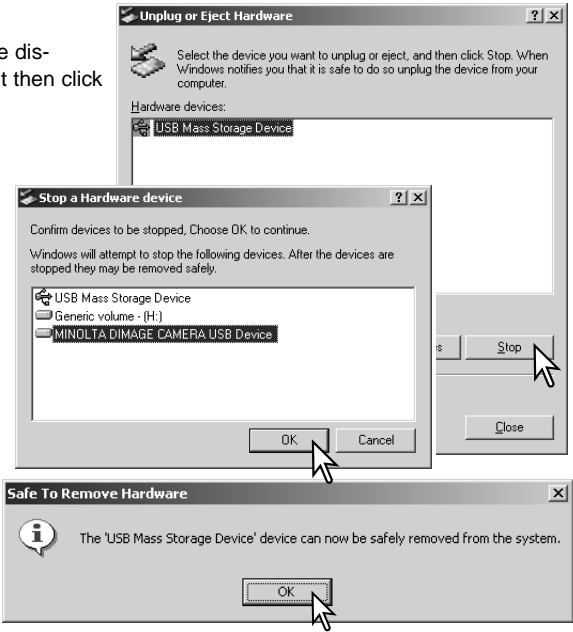 e dis-
t then click
Unplug or Eject Hardware
Select the device you want to unplug or eject, and then click Stop. When
Windows notifies you that it is safe to do so unplug the device from your
computer.
Hardware devices:
USB Mass Storage Device
Stop a Hardware device
Confirm devices to be stopped, Choose OK to continue.
Windows will attempt to stop the following devices. After the devices are
stopped they may be removed safely.
USB Mass Storage Device
Generic volume - (H:)
MINOLTA DIMAGE CAMERA USB Device
OK Cancel
s Stop
Close
Safe To Remove Hardware
The 'USB Mass Storage Device' device can now be safely removed from the system.
OK